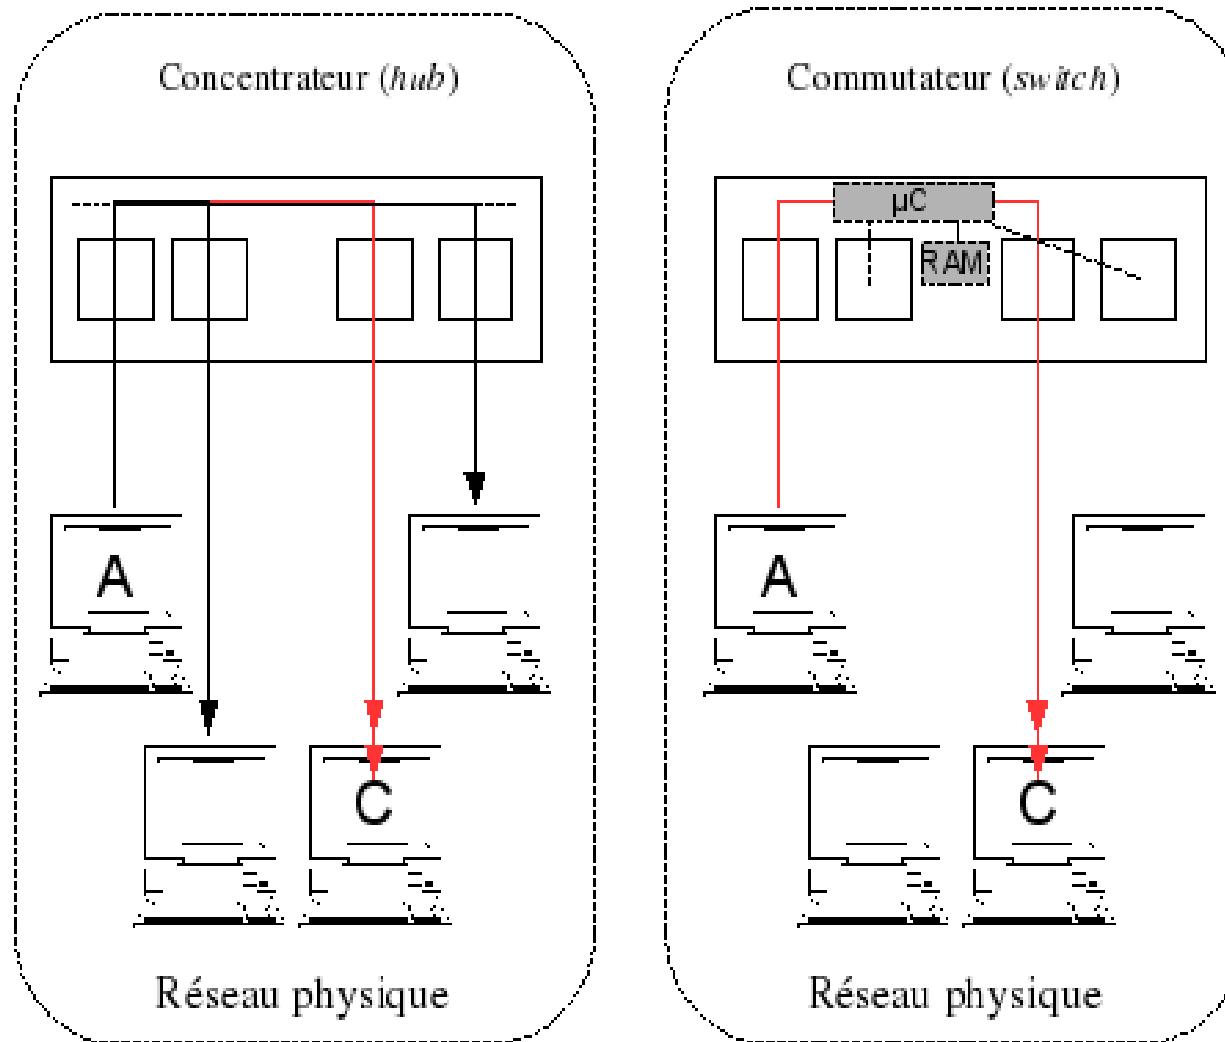 Concentrateur (hub)
A
C
Réseau physique
Commutateur (switch)
µC
RAM
A
C
Réseau physique